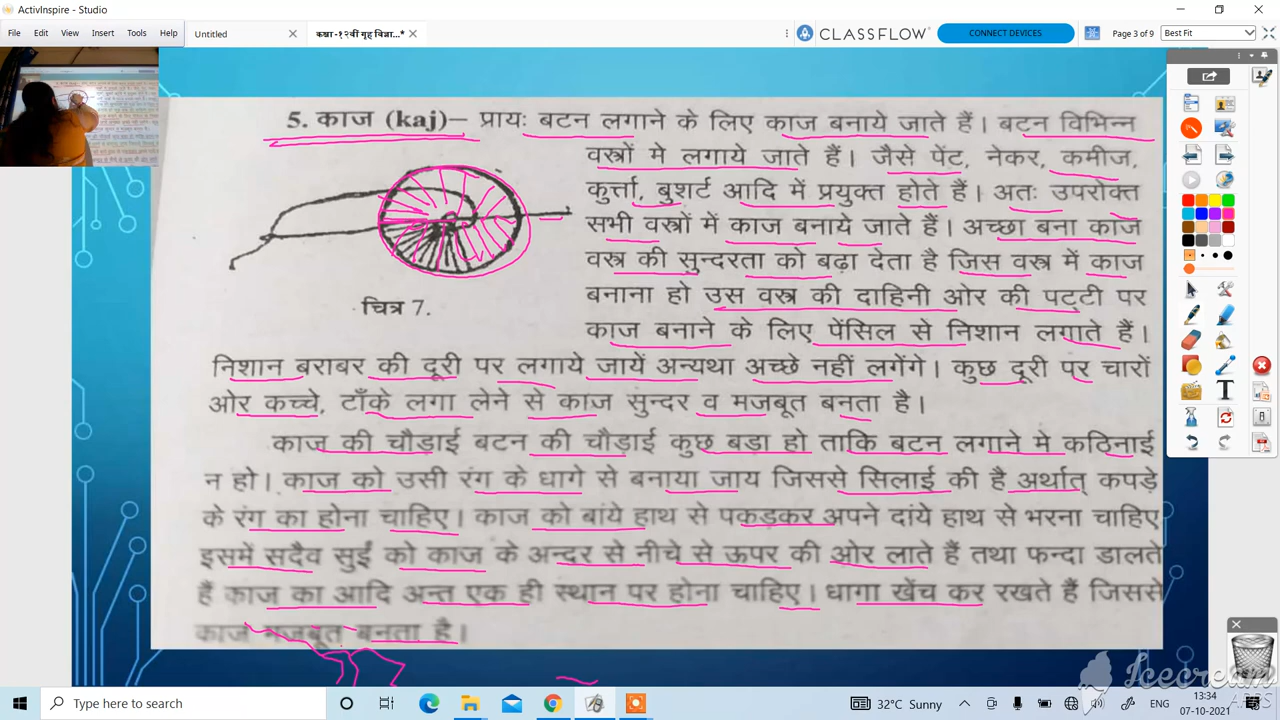 ActivInspire - Studio
File Edit View Insert Tools Help
Untitled
कक्षा-१२वीं गृह विज्ञा...*
CLASSFLOW
CONNECT DEVICES
Page 3 of 9
Best Fit
5. काज (kaj)– पायः बटन लगाने के लिए काज बनाये जाते हैं। बटन विभिन्न
वस्त्रों मे लगाये जाते हैं। जैसे पेंट, नेकर, कमीज,
कुर्त्ता, बुशर्ट आदि में प्रयुक्त होते हैं। अतः उपरोक्त
सभी वस्त्रों में काज बनाये जाते हैं। अच्छा बना काज
वस्त्र की सुन्दरता को बढ़ा देता है जिस वस्त्र में काज
बनाना हो उस वस्त्र की दाहिनी ओर की पट्टी पर
काज बनाने के लिए पेंसिल से निशान लगाते हैं।
चित्र 7.
निशान बराबर की दूरी पर लगाये जायें अन्यथा अच्छे नहीं लगेंगे। कुछ दूरी पर चारों
ओर कच्चे, टाँके लगा लेने से काज सुन्दर व मजबूत बनता है।
काज की चौड़ाई बटन की चौड़ाई कुछ बडा हो ताकि बटन लगाने मे कठिनाई
न हो। काज को उसी रंग के धागे से बनाया जाय जिससे सिलाई की है अर्थात् कपड़े
के रंग का होना चाहिए। काज को बांये हाथ से पकड़कर अपने दांये हाथ से भरना चाहिए
इसमें सदैव सुई को काज के अन्दर से नीचे से ऊपर की ओर लाते हैं तथा फन्दा डालते
हैं काज का आदि अन्त एक ही स्थान पर होना चाहिए। धागा खेंच कर रखते हैं जिससे
काज मजबूत बनता है।
Icecream
APPS
Type here to search
32°C Sunny
ENG
13:34
07-10-2021